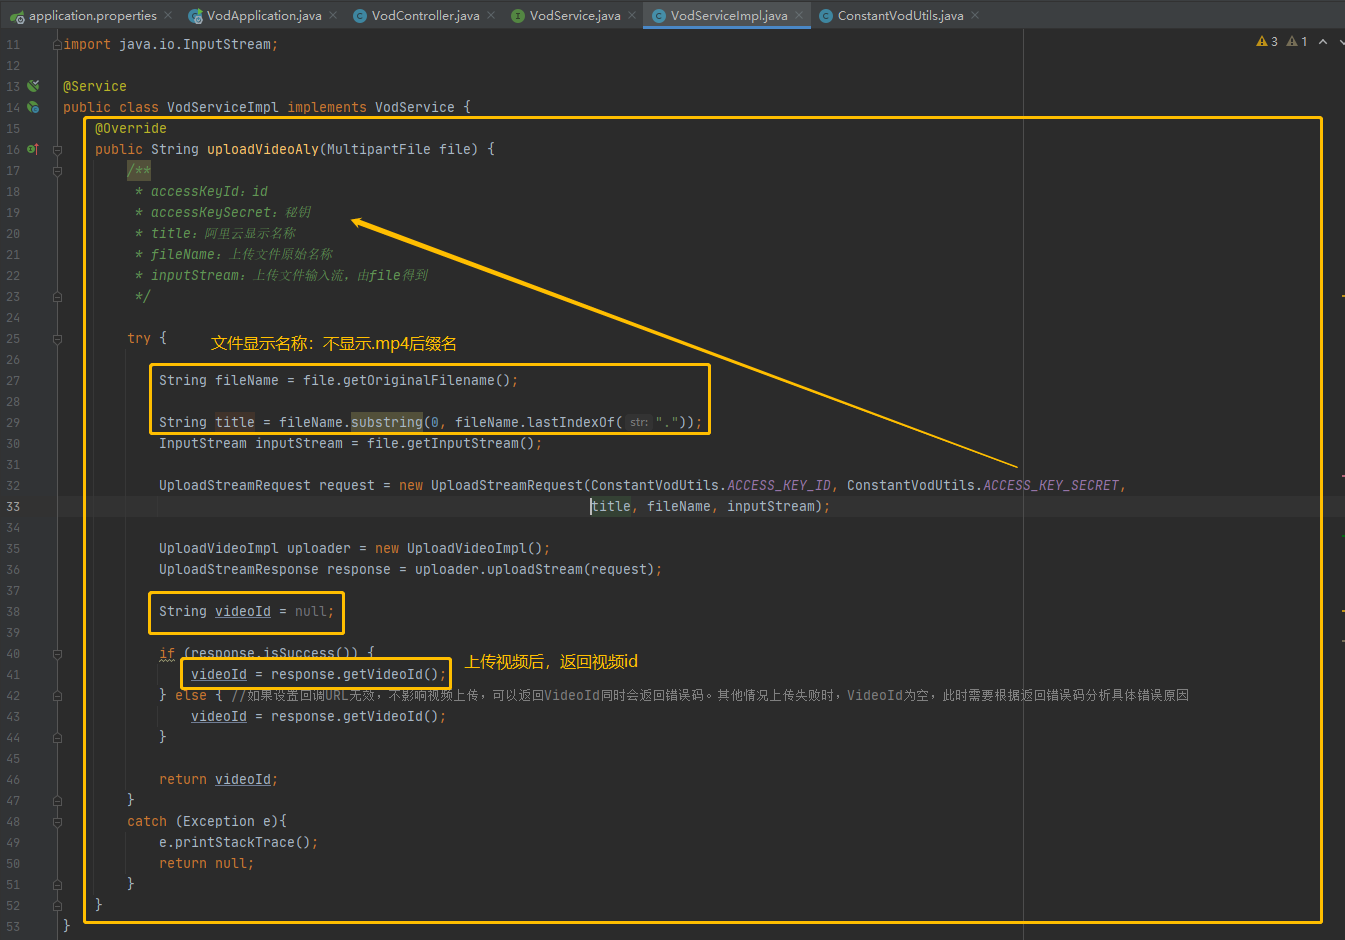 application.properties VodApplication.java VodController.java VodService.java VodServiceImpl.java ConstantVodUtils.java
3 1
11 import java.io.InputStream;
12
13 @Service
14 public class VodServiceImpl implements VodService {
15 @Override
16 public String uploadVideoAly(MultipartFile file) {
17 /**
18 * accessKeyId：id
19 * accessKeySecret：秘钥
20 * title：阿里云显示名称
21 * fileName：上传文件原始名称
22 * inputStream：上传文件输入流，由file得到
23 */
24
25 try {
文件显示名称：不显示.mp4后缀名
26
27 String fileName = file.getOriginalFilename();
28
29 String title = fileName.substring(0, fileName.lastIndexOf( str: "."));
30 InputStream inputStream = file.getInputStream();
31
32 UploadStreamRequest request = new UploadStreamRequest(ConstantVodUtils.ACCESS_KEY_ID, ConstantVodUtils.ACCESS_KEY_SECRET,
33 title, fileName, inputStream);
34
35 UploadVideoImpl uploader = new UploadVideoImpl();
36 UploadStreamResponse response = uploader.uploadStream(request);
37
38 String videoId = null;
39
40 if (response.isSuccess()) {
上传视频后，返回视频id
41 videoId = response.getVideoId();
42 } else { //如果设置回调URL无效，不影响视频上传，可以返回VideoId同时会返回错误码。其他情况上传失败时，VideoId为空，此时需要根据返回错误码分析具体错误原因
43 videoId = response.getVideoId();
44 }
45
46 return videoId;
47 }
48 catch (Exception e){
49 e.printStackTrace();
50 return null;
51 }
52 }
53 }